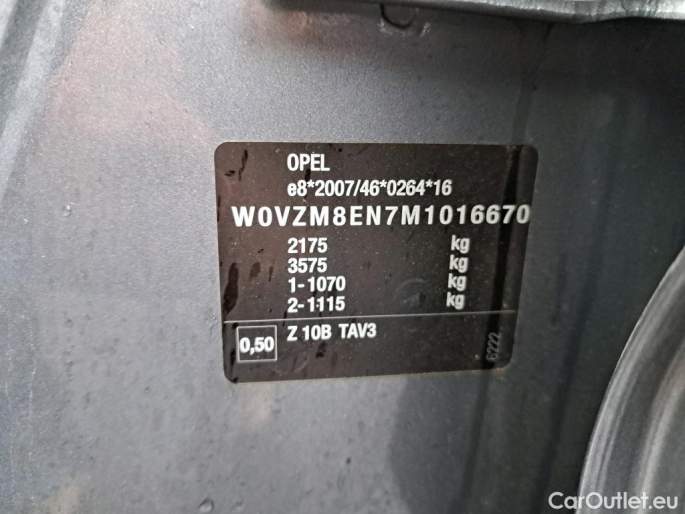 OPEL
e8*2007/46*0264*16
W0VZM8EN7M1016670
2175 kg
3575 kg
1-1070 kg
2-1115 kg
0,50 Z 10B TAV3
6222
CarOutlet.eu